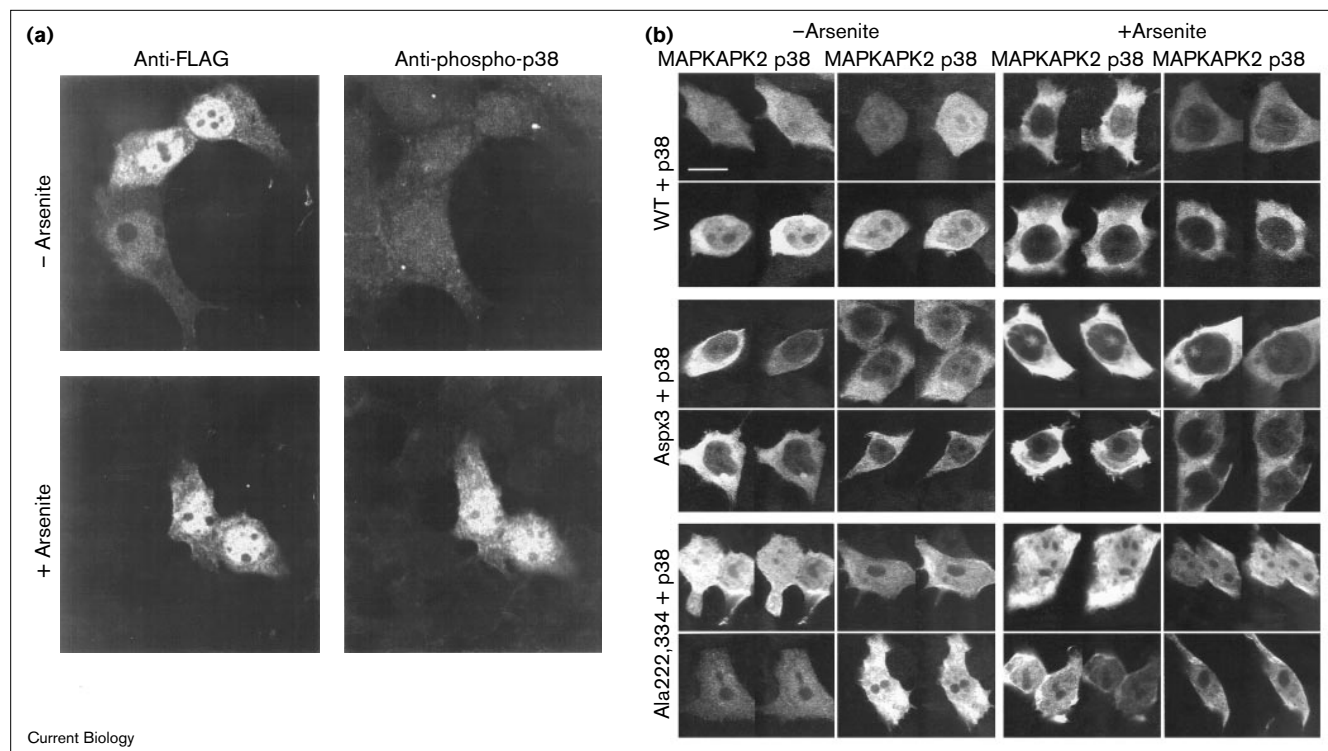 (a)
Anti-FLAG
Anti-phospho-p38
– Arsenite
+ Arsenite
Current Biology
(b)
–Arsenite
+Arsenite
MAPKAPK2 p38 MAPKAPK2 p38
MAPKAPK2 p38 MAPKAPK2 p38
WT + p38
Aspx3 + p38
Ala222,334 + p38